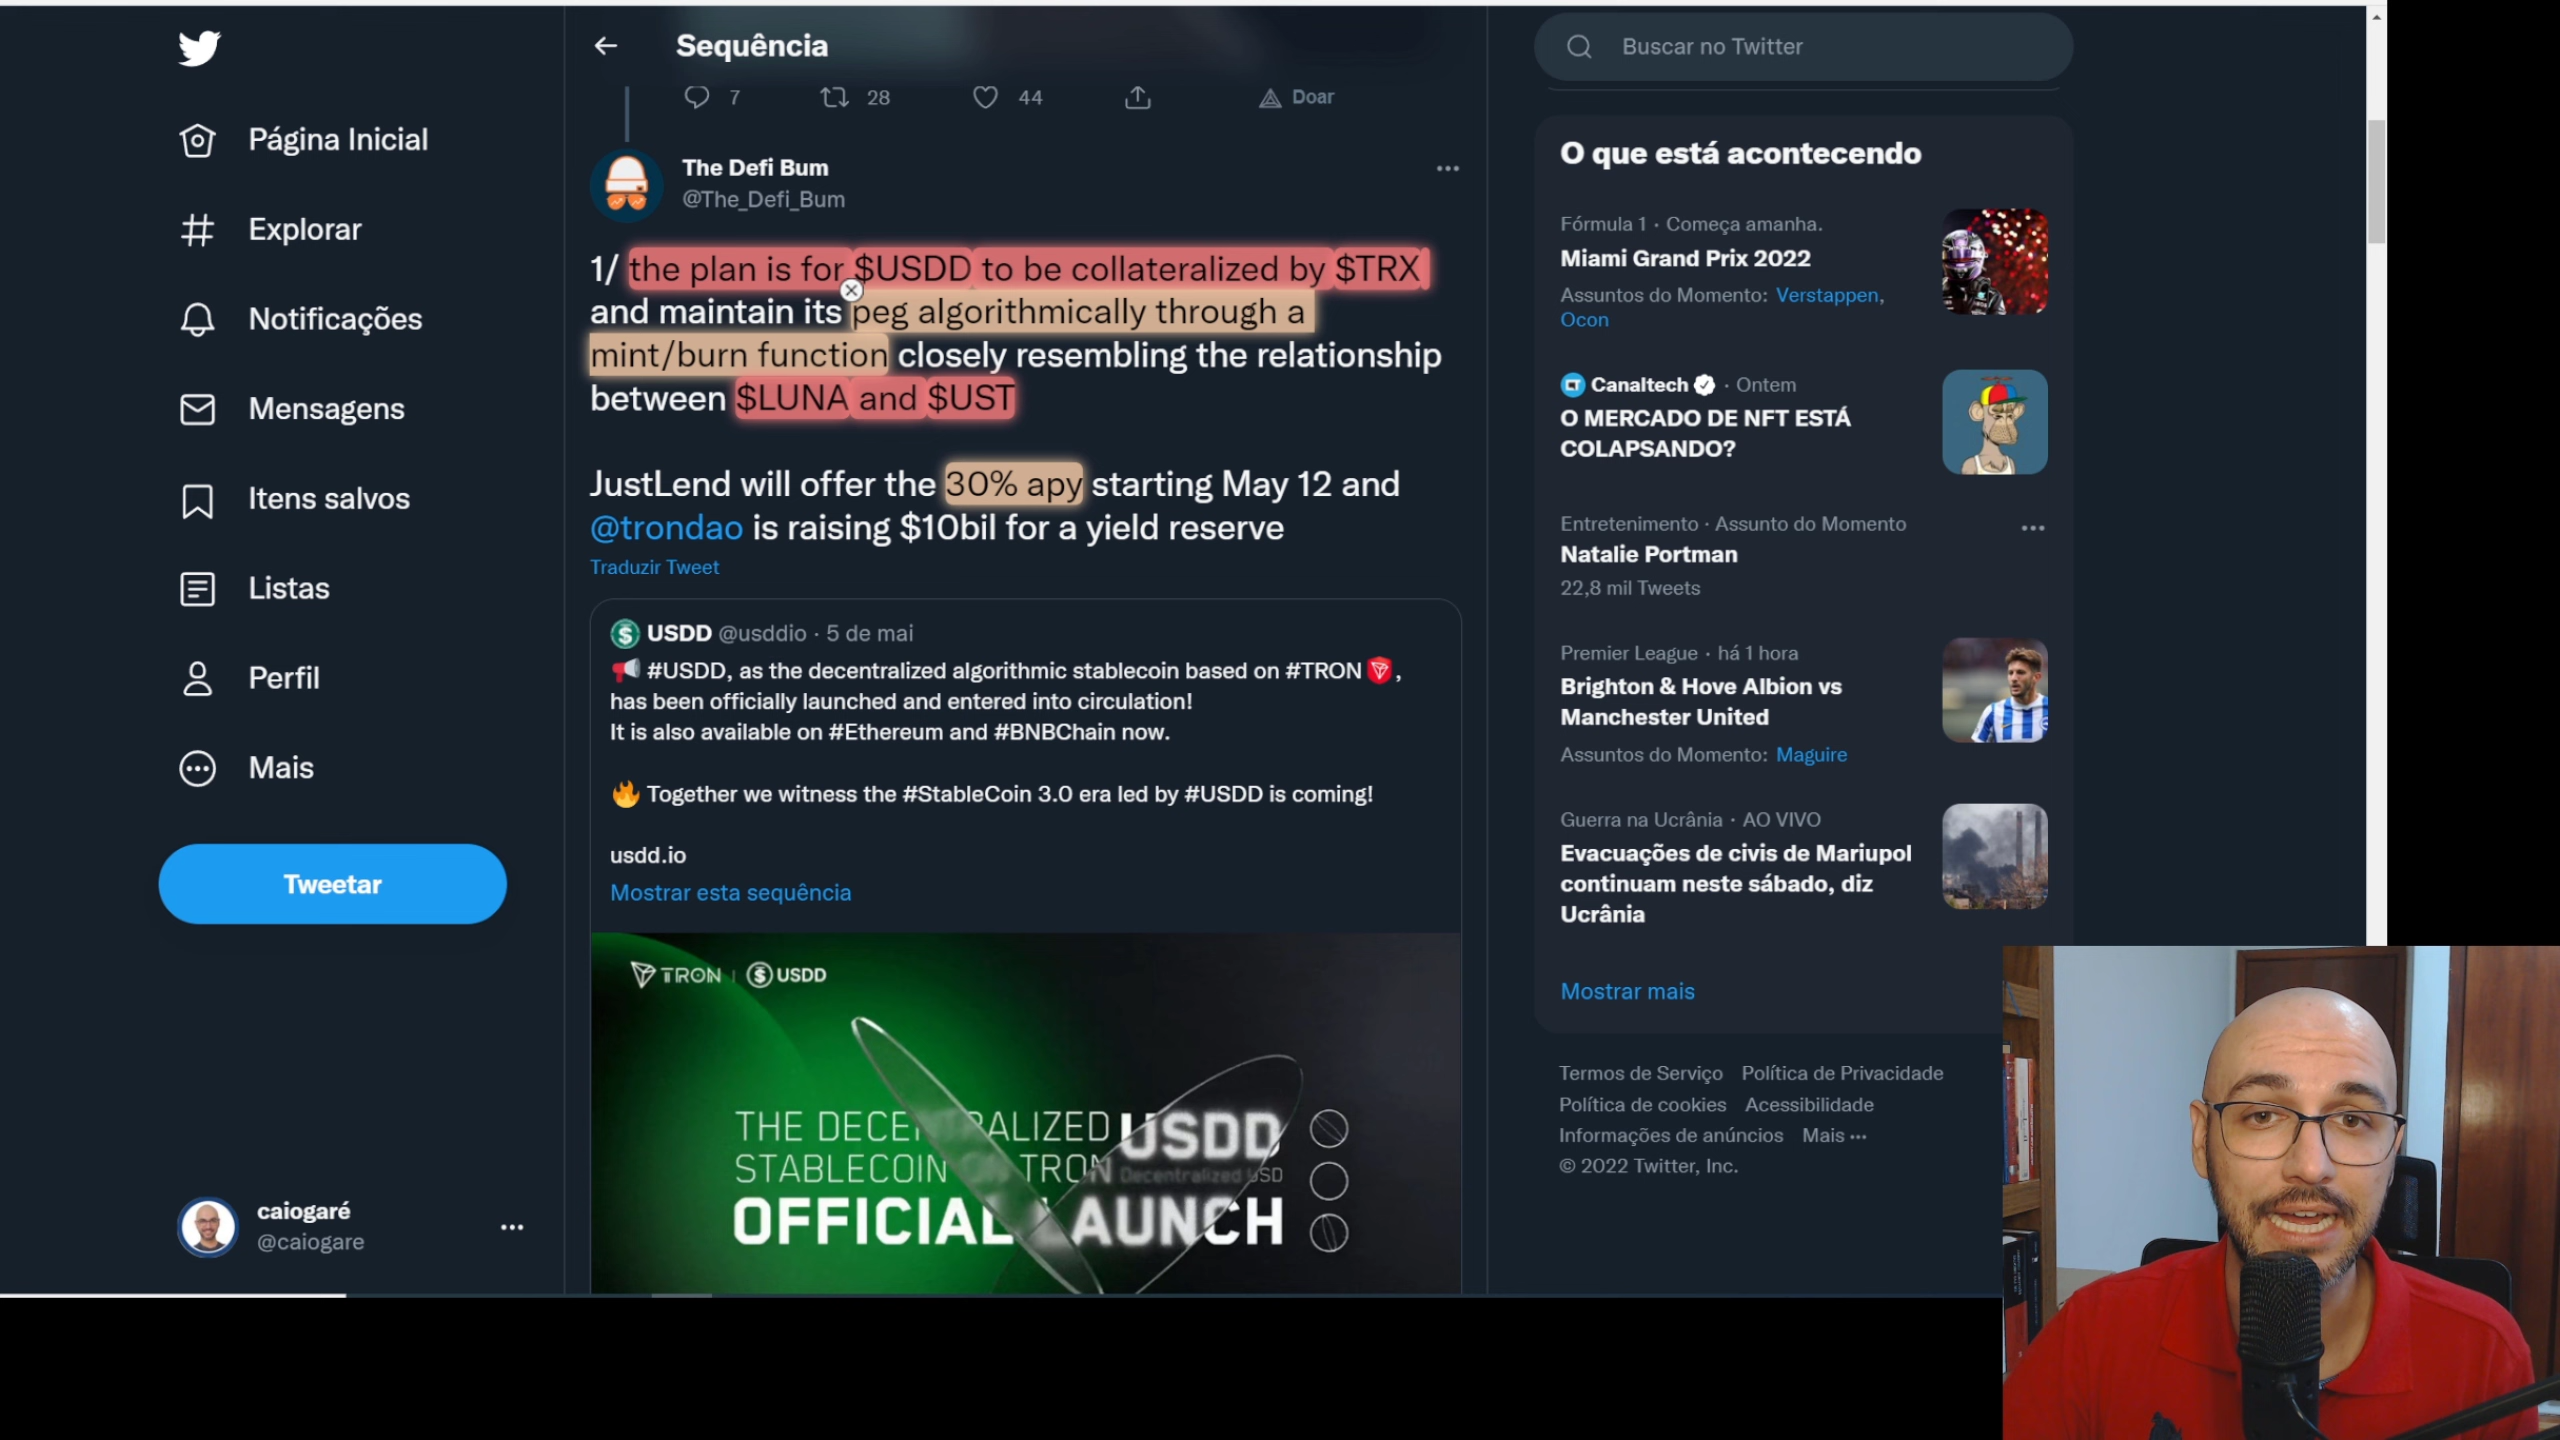 Sequência
Buscar no Twitter
7
28
44
Doar
Página Inicial
Explorar
Notificações
Mensagens
Itens salvos
Listas
Perfil
Mais
Tweetar
caiogaré
@caiogare
The Defi Bum
@The_Defi_Bum
1/ the plan is for $USDD to be collateralized by $TRX
and maintain its peg algorithmically through a
mint/burn function closely resembling the relationship
between $LUNA and $UST
JustLend will offer the 30% apy starting May 12 and
@trondao is raising $10bil for a yield reserve
Traduzir Tweet
USDD @usddio · 5 de mai
#USDD, as the decentralized algorithmic stablecoin based on #TRON,
has been officially launched and entered into circulation!
It is also available on #Ethereum and #BNBChain now.
Together we witness the #StableCoin 3.0 era led by #USDD is coming!
usdd.io
Mostrar esta sequência
TRON | USDD
THE DECENTRALIZED USDD
STABLECOIN ON TRON Decentralized USD
OFFICIAL LAUNCH
O que está acontecendo
Fórmula 1 · Começa amanha.
Miami Grand Prix 2022
Assuntos do Momento: Verstappen,
Ocon
Canaltech · Ontem
O MERCADO DE NFT ESTÁ
COLAPSANDO?
Entretenimento · Assunto do Momento
Natalie Portman
22,8 mil Tweets
Premier League · há 1 hora
Brighton & Hove Albion vs
Manchester United
Assuntos do Momento: Maguire
Guerra na Ucrânia · AO VIVO
Evacuações de civis de Mariupol
continuam neste sábado, diz
Ucrânia
Mostrar mais
Termos de Serviço Política de Privacidade
Política de cookies Acessibilidade
Informações de anúncios Mais ···
© 2022 Twitter, Inc.